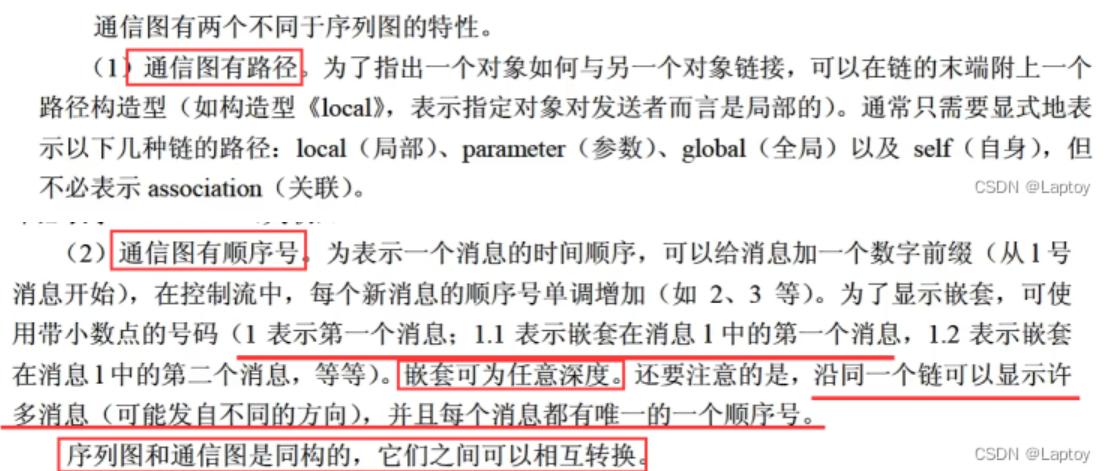 通信图有两个不同于序列图的特性。
（1）通信图有路径。为了指出一个对象如何与另一个对象链接，可以在链的末端附上一个
路径构造型（如构造型《local》，表示指定对象对发送者而言是局部的）。通常只需要显式地表
示以下几种链的路径：local（局部）、parameter（参数）、global（全局）以及 self（自身），但
不必表示 association（关联）。
CSDN @Laptoy
（2）通信图有顺序号。为表示一个消息的时间顺序，可以给消息加一个数字前缀（从 1 号
消息开始），在控制流中，每个新消息的顺序号单调增加（如 2、3 等）。为了显示嵌套，可使
用带小数点的号码（1 表示第一个消息；1.1 表示嵌套在消息 1 中的第一个消息，1.2 表示嵌套
在消息 1 中的第二个消息，等等）。嵌套可为任意深度。还要注意的是，沿同一个链可以显示许
多消息（可能发自不同的方向），并且每个消息都有唯一的一个顺序号。
序列图和通信图是同构的，它们之间可以相互转换。
CSDN @Laptoy